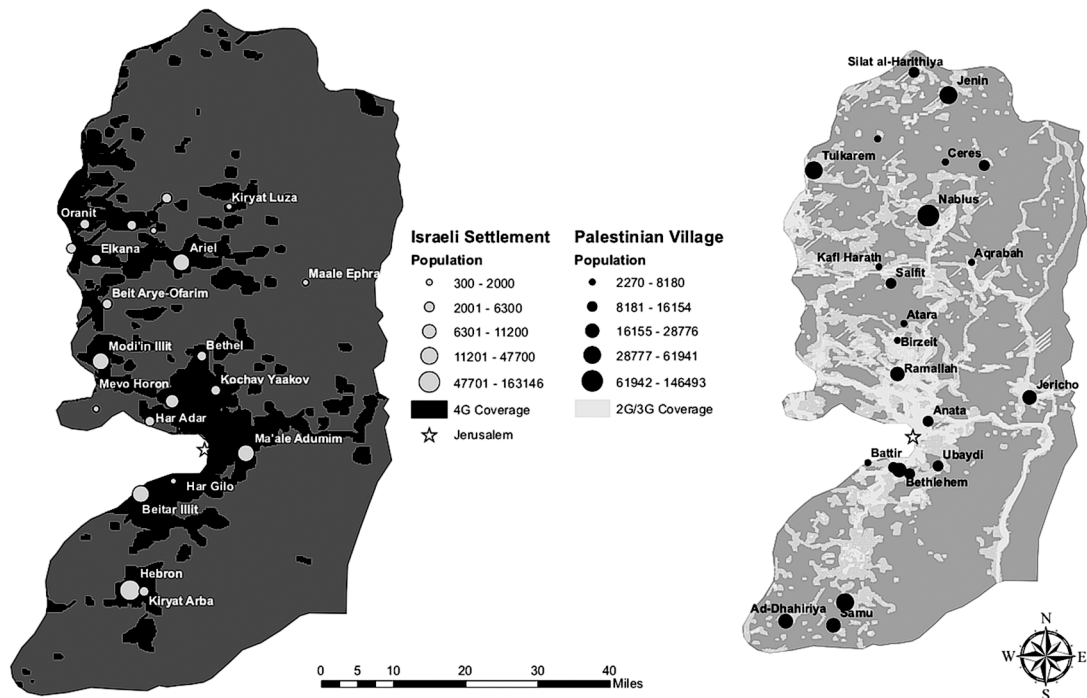 Oranit
Kiryat Luza
Elkana
Ariel
Maale Ephra
Beit Arye-Ofarim
Modi'in Illit
Bethel
Mevo Horon
Kochav Yaakov
Har Adar
Ma'ale Adumim
Har Gilo
Beitar Illit
Hebron
Kiryat Arba
Israeli Settlement
Population
300 - 2000
2001 - 6300
6301 - 11200
11201 - 47700
47701 - 163146
4G Coverage
Jerusalem
Palestinian Village
Population
2270 - 8180
8181 - 16154
16155 - 28776
28777 - 61941
61942 - 146493
2G/3G Coverage
Silat al-Harithiya
Jenin
Tulkarem
Ceres
Nablus
Kafl Harath
Aqrabah
Salfit
Atara
Birzeit
Ramallah
Jericho
Anata
Battir
Ubaydi
Bethlehem
Ad-Dhahiriya
Samu
0 5 10 20 30 40
Miles
N
W E
S